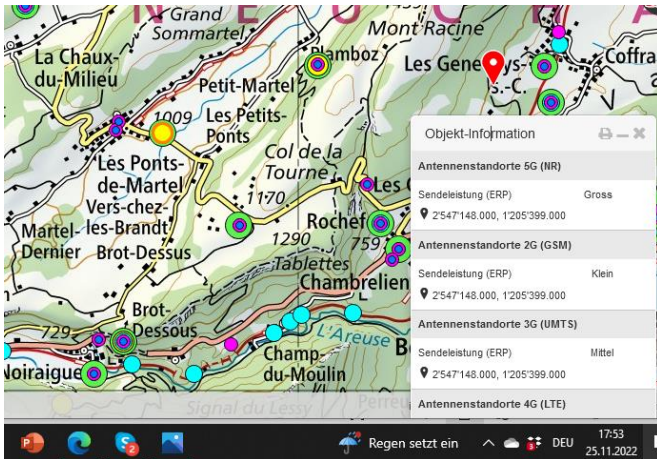 N E U C A
Grand
Sommartel
Mont Racine
La Chaux-
du-Milieu
Plamboz
Les Geneveys-
s.-C.
Coffra
Petit-Martel
1009
Les Petits-
Ponts
Col de la
Tourne
Les Ponts-
de-Martel
Vers-chez-
les-Brandt
1170
Martel-
Dernier
Brot-Dessus
1290
Rochef
759
Tablettes
Chambrelien
Brot-
Dessous
729
L'Areuse
Champ-
du-Moulin
Noiraigue
Signal du Lessy
Perreu
Objekt-Information
Antennenstandorte 5G (NR)
Sendeleistung (ERP) Gross
2'547'148.000, 1'205'399.000
Antennenstandorte 2G (GSM)
Sendeleistung (ERP) Klein
2'547'148.000, 1'205'399.000
Antennenstandorte 3G (UMTS)
Sendeleistung (ERP) Mittel
2'547'148.000, 1'205'399.000
Antennenstandorte 4G (LTE)
Regen setzt ein DEU 17:53
25.11.2022